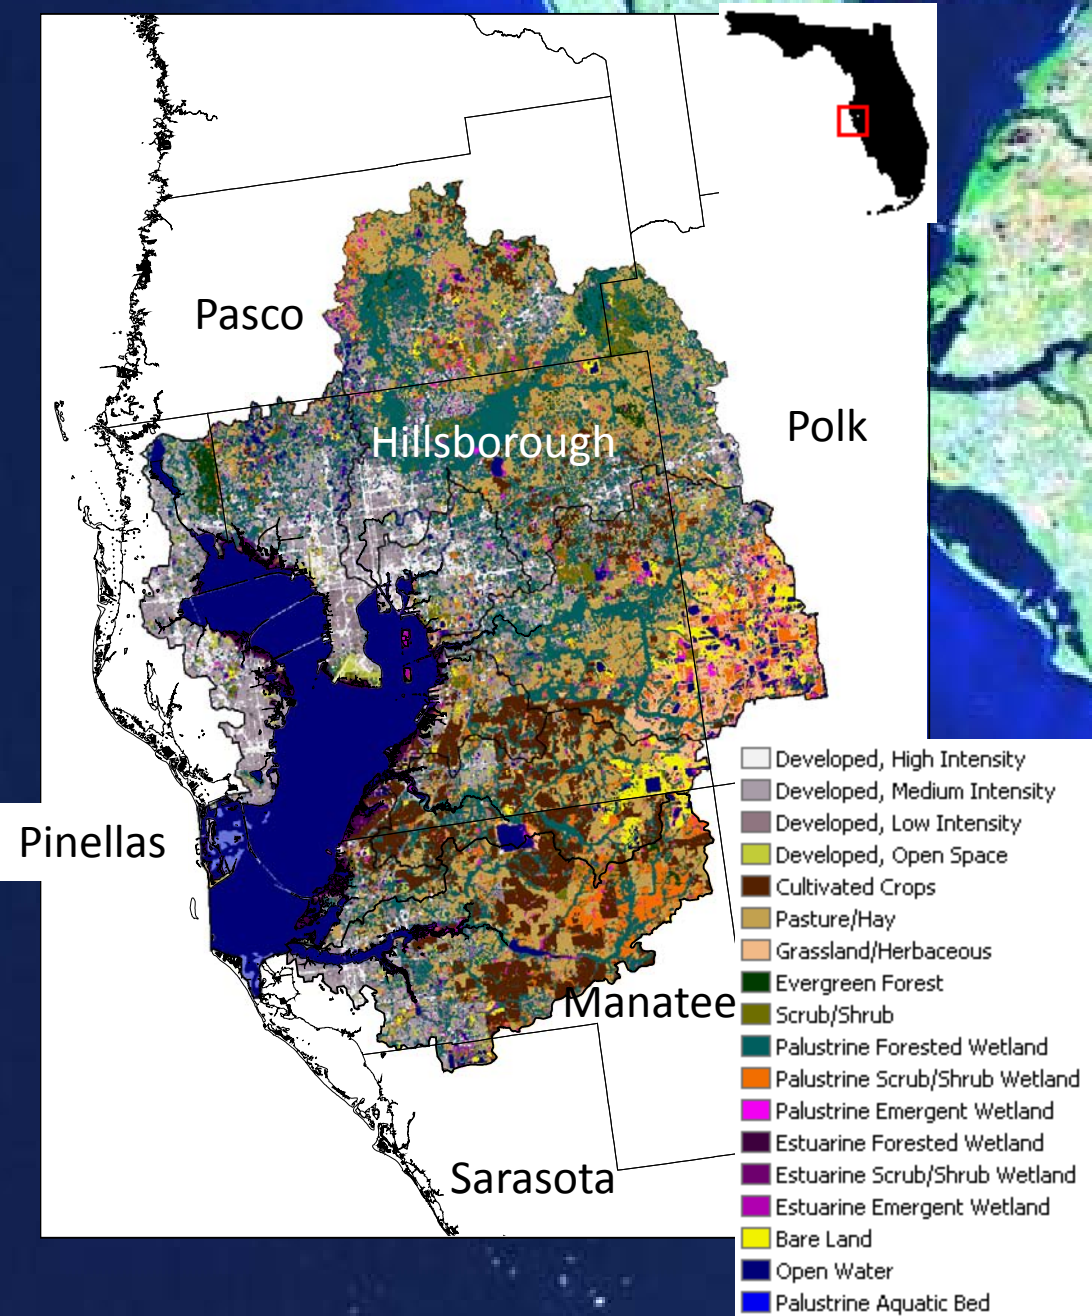 Pasco
Hillsborough
Polk
Pinellas
Manatee
Sarasota
Developed, High Intensity
Developed, Medium Intensity
Developed, Low Intensity
Developed, Open Space
Cultivated Crops
Pasture/Hay
Grassland/Herbaceous
Evergreen Forest
Scrub/Shrub
Palustrine Forested Wetland
Palustrine Scrub/Shrub Wetland
Palustrine Emergent Wetland
Estuarine Forested Wetland
Estuarine Scrub/Shrub Wetland
Estuarine Emergent Wetland
Bare Land
Open Water
Palustrine Aquatic Bed